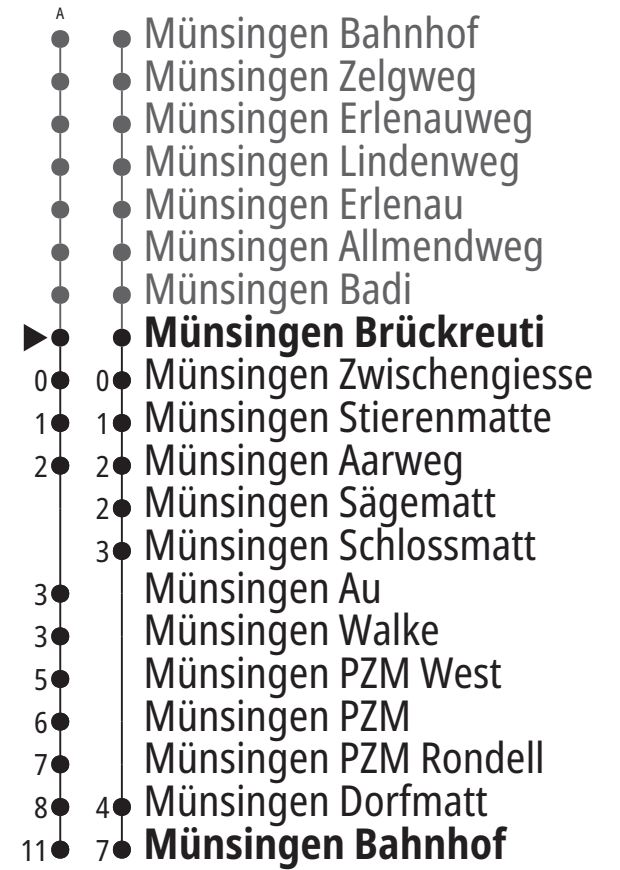 A
Münsingen Bahnhof
Münsingen Zelgweg
Münsingen Erlenauweg
Münsingen Lindenweg
Münsingen Erlenau
Münsingen Allmendweg
Münsingen Badi
Münsingen Brückreuti
0 0 Münsingen Zwischengiesse
1 1 Münsingen Stierenmatte
2 2 Münsingen Aarweg
2 Münsingen Sägematt
3 Münsingen Schlossmatt
3 Münsingen Au
3 Münsingen Walke
5 Münsingen PZM West
6 Münsingen PZM
7 Münsingen PZM Rondell
8 4 Münsingen Dorfmatt
11 7 Münsingen Bahnhof